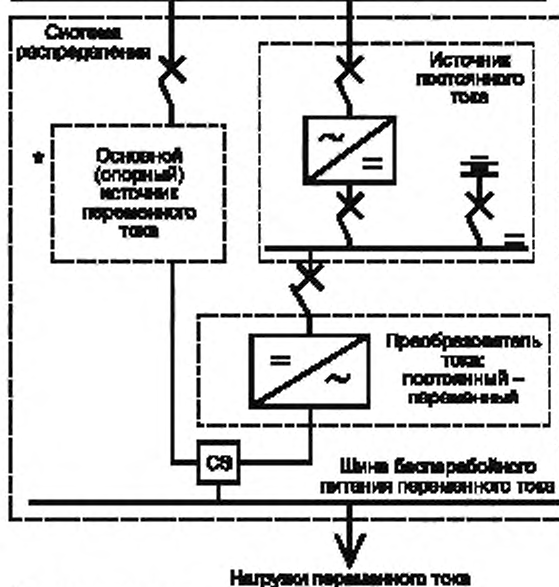 Система
распределения
Источник
постоянного
тока
*
Основной
(опорный)
источник
переменного
тока
Преобразователь
тока:
постоянный –
переменный
СЭ
Шина бесперебойного
питания переменного тока
Нагрузки переменного тока